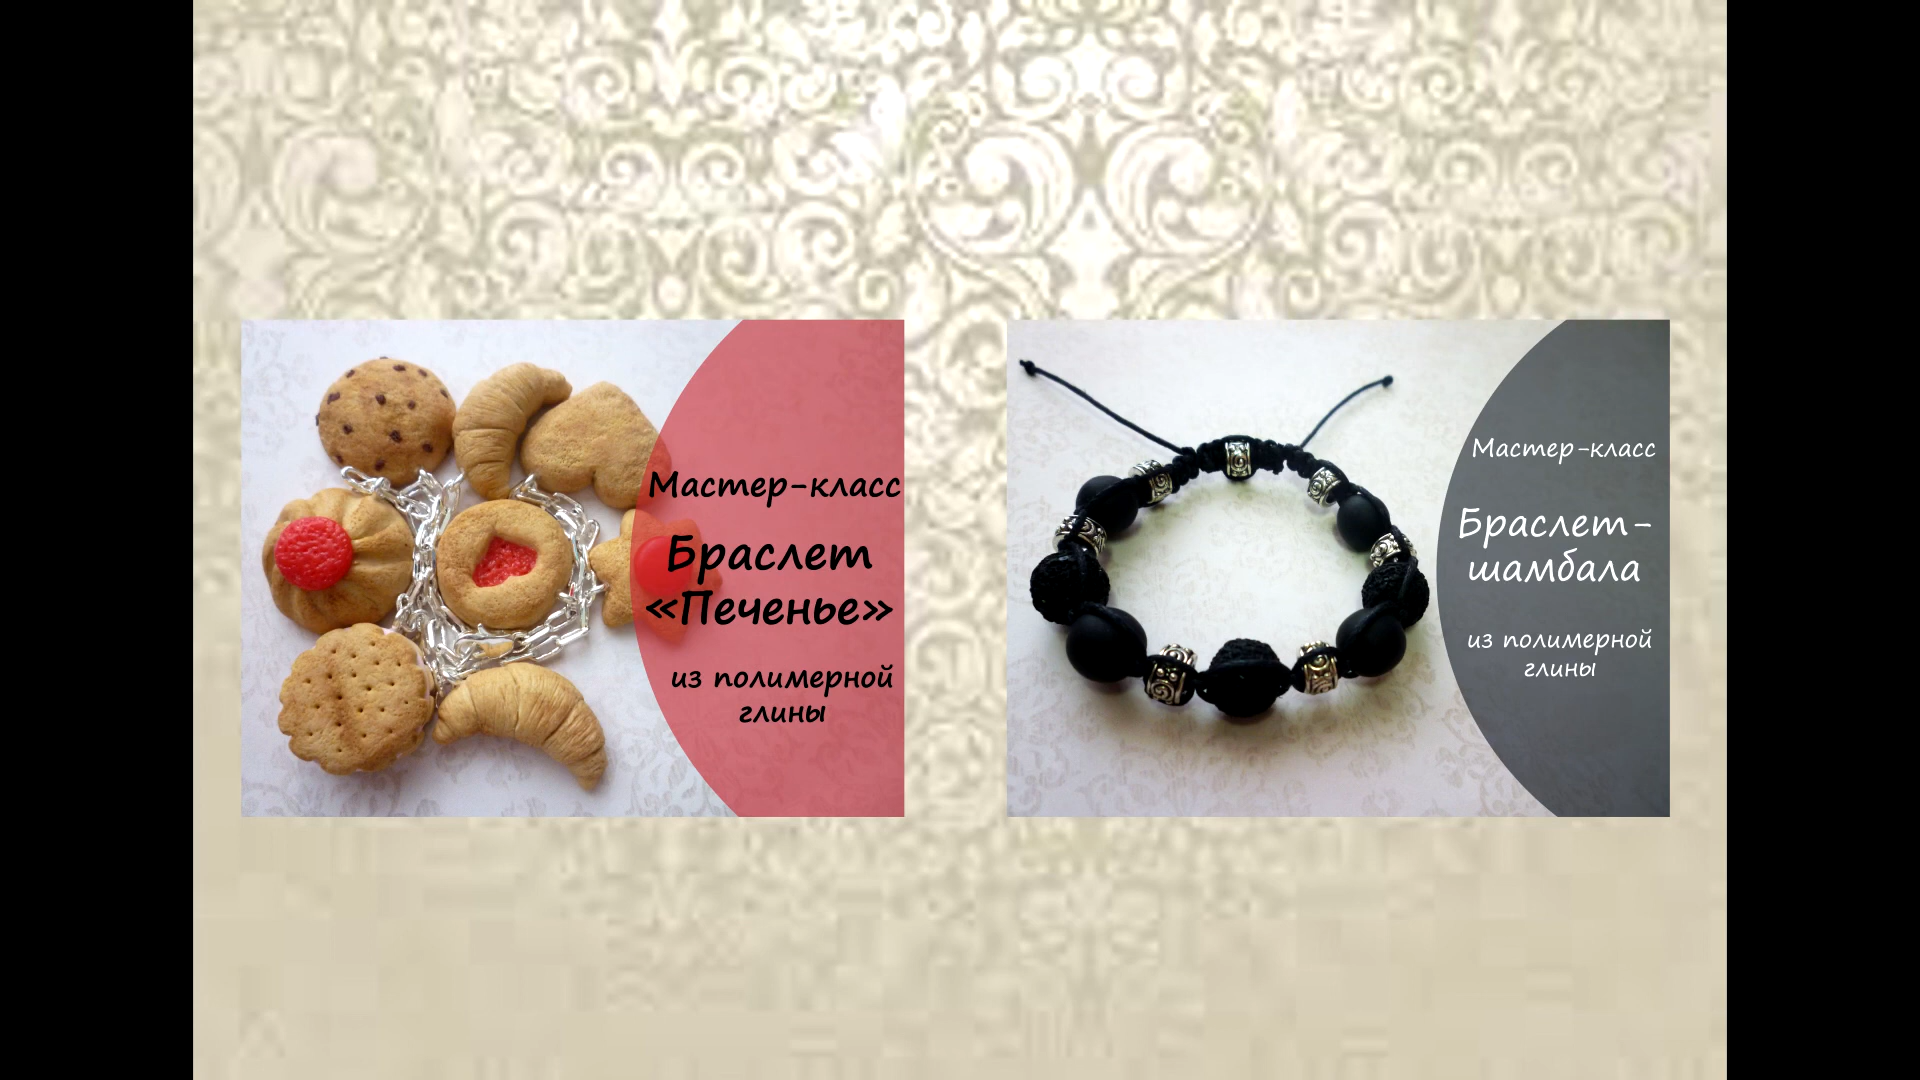 Мастер-класс
Браслет
«Печенье»
из полимерной
глины
Мастер-класс
Браслет-
шамбала
из полимерной
глины